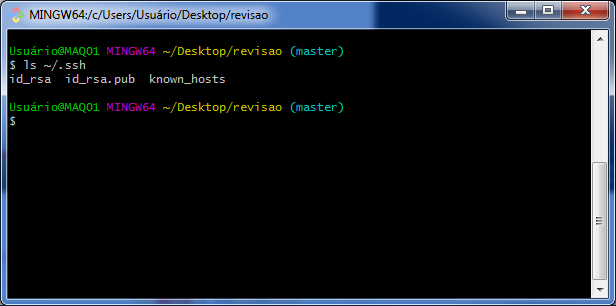 MINGW64:/c/Users/Usuário/Desktop/revisao
Usuário@MAQ01 MINGW64 ~/Desktop/revisao (master)
$ ls ~/.ssh
id_rsa  id_rsa.pub  known_hosts
Usuário@MAQ01 MINGW64 ~/Desktop/revisao (master)
$